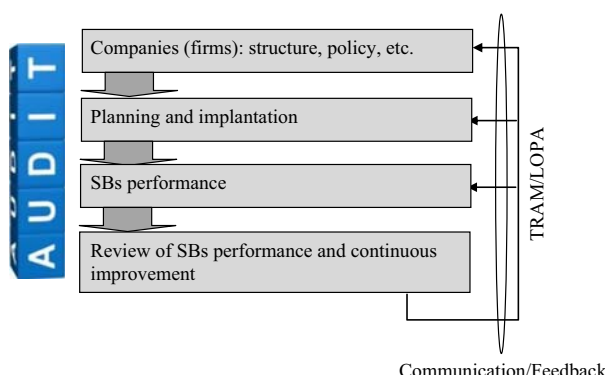 AUDIT
Companies (firms): structure, policy, etc.
Planning and implantation
SBs performance
Review of SBs performance and continuous
improvement
TRAM/LOPA
Communication/Feedback